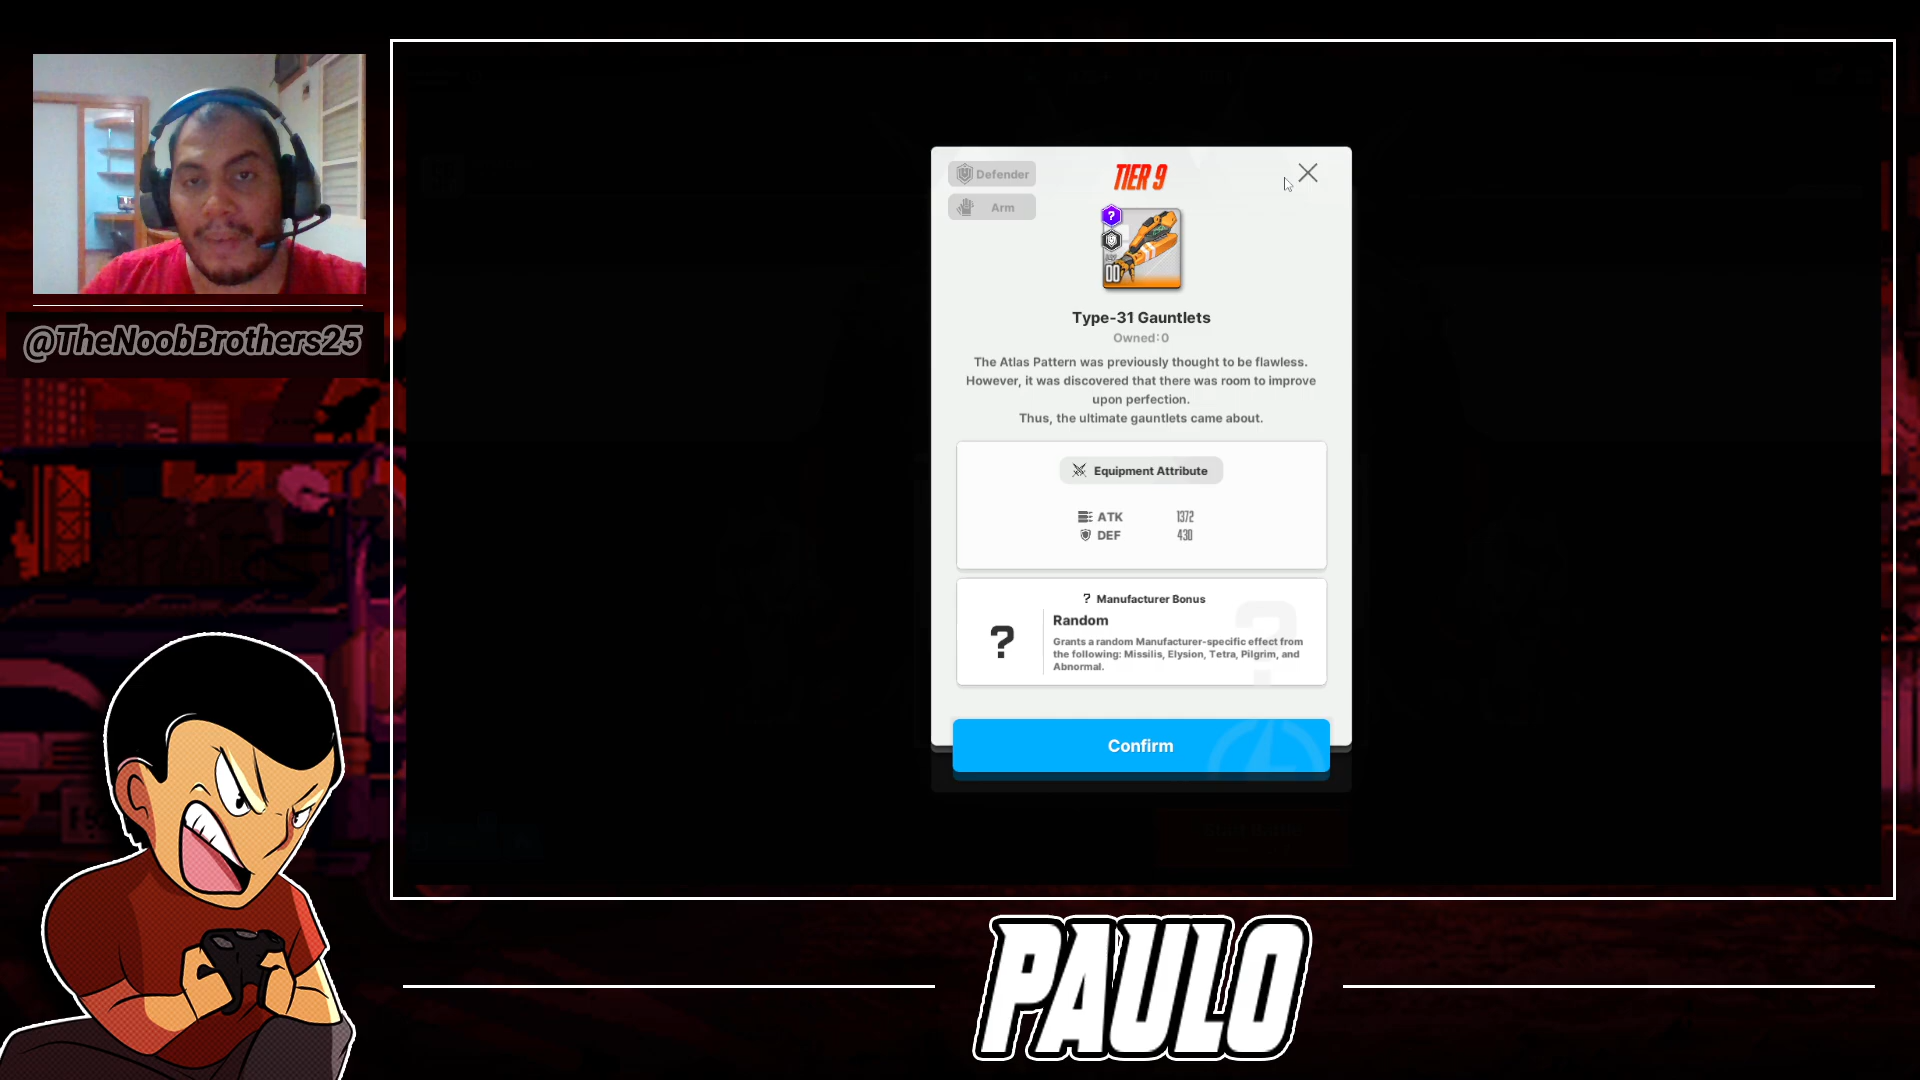 @TheNoobBrothers25
Defender
Arm
TIER 9
?
00
Type-31 Gauntlets
Owned:0
The Atlas Pattern was previously thought to be flawless.
However, it was discovered that there was room to improve
upon perfection.
Thus, the ultimate gauntlets came about.
Equipment Attribute
ATK 1372
DEF 430
? Manufacturer Bonus
?
Random
Grants a random Manufacturer-specific effect from
the following: Missilis, Elysion, Tetra, Pilgrim, and
Abnormal.
Confirm
PAULO